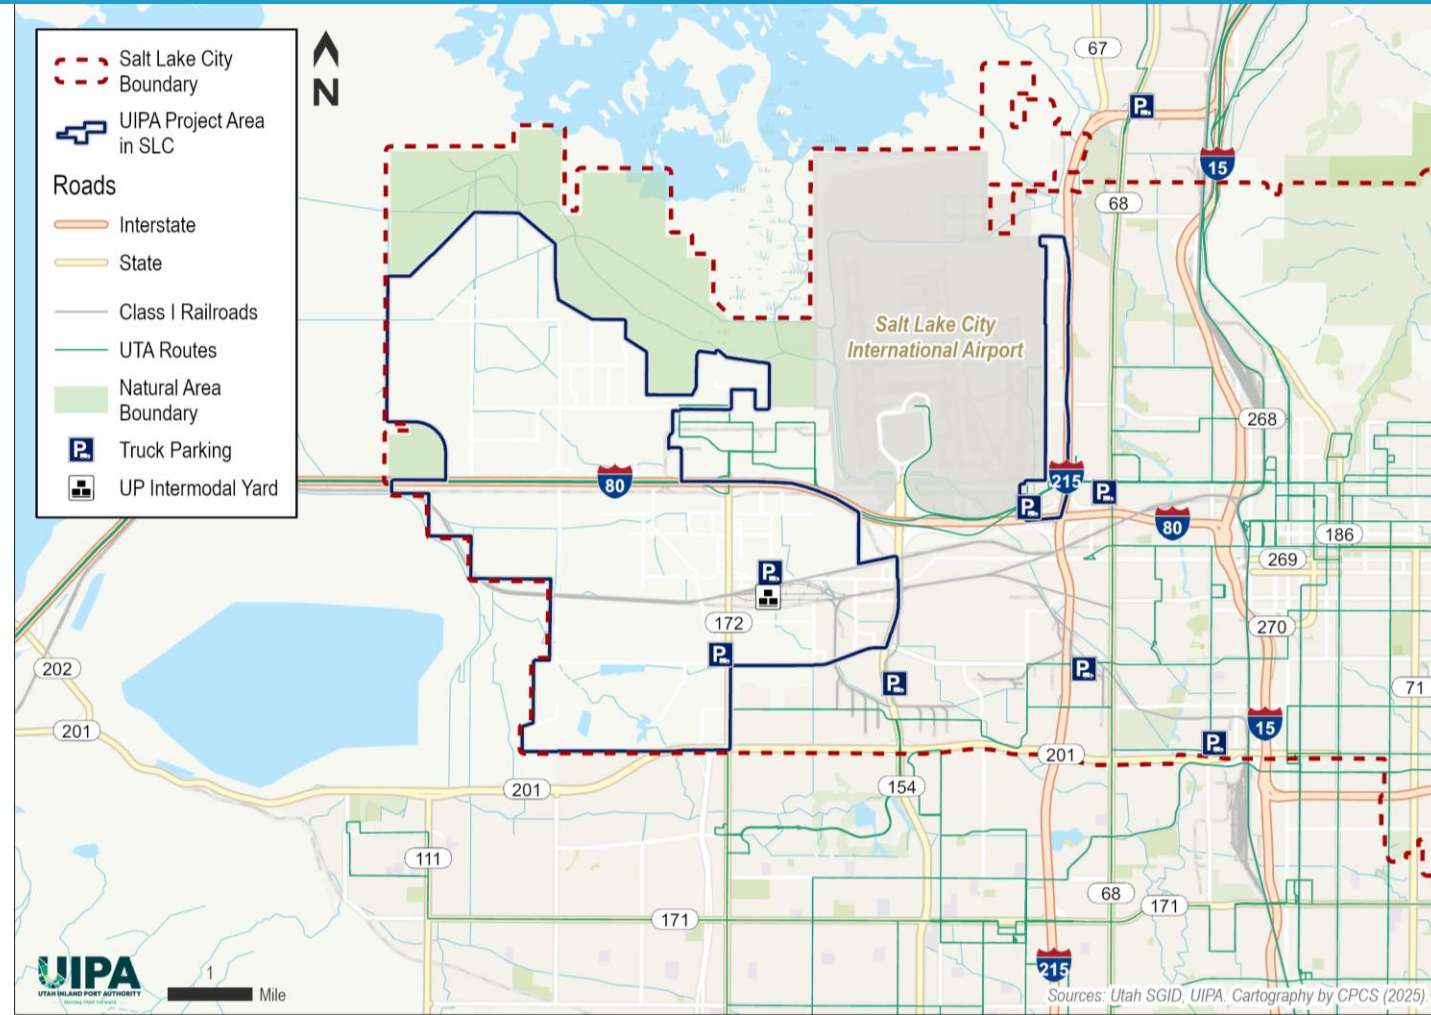 Salt Lake City
Boundary
UIPA Project Area
in SLC
Roads
Interstate
State
Class I Railroads
UTA Routes
Natural Area
Boundary
P
Truck Parking
UP Intermodal Yard
N
67
P
15
68
Salt Lake City
International Airport
268
80
215
P
P
80
186
269
P
172
270
P
202
P
P
71
201
15
P
201
201
154
111
68
171
171
215
UIPA
UTAH INLAND PORT AUTHORITY
Moving Utah Forward
1
Mile
Sources: Utah SGID, UIPA. Cartography by CPCS (2025).